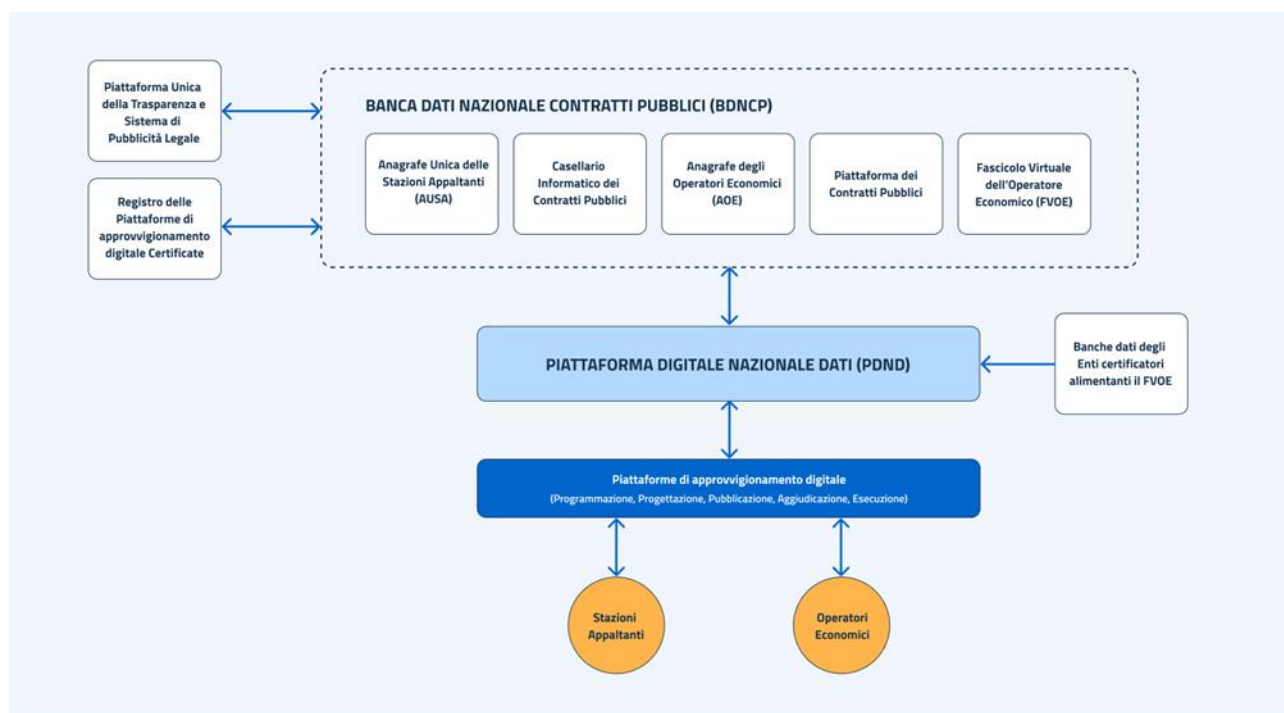 Piattaforma Unica
della Trasparenza e
Sistema di
Pubblicità Legale
Registro delle
Piattaforme di
approvvigionamento
digitale Certificate
BANCA DATI NAZIONALE CONTRATTI PUBBLICI (BDNCP)
Anagrafe Unica delle
Stazioni Appaltanti
(AUSA)
Casellario
Informatico dei
Contratti Pubblici
Anagrafe degli
Operatori Economici
(AOE)
Piattaforma dei
Contratti Pubblici
Fascicolo Virtuale
dell'Operatore
Economico (FVOE)
PIATTAFORMA DIGITALE NAZIONALE DATI (PDND)
Banche dati degli
Enti certificatori
alimentanti il FVOE
Piattaforme di approvvigionamento digitale
(Programmazione, Progettazione, Pubblicazione, Aggiudicazione, Esecuzione)
Stazioni
Appaltanti
Operatori
Economici